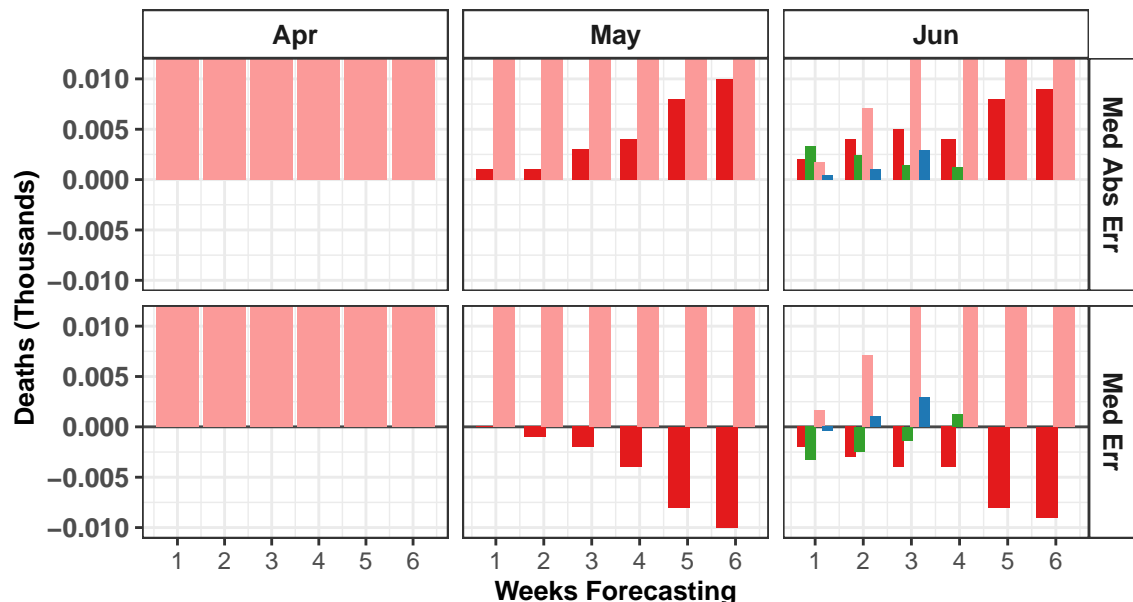 Apr May Jun
0.010
0.005
0.000
−0.005
−0.010
Med Abs Err
0.010
0.005
0.000
−0.005
−0.010
Med Err
Deaths (Thousands)
1 2 3 4 5 6 1 2 3 4 5 6 1 2 3 4 5 6
Weeks Forecasting